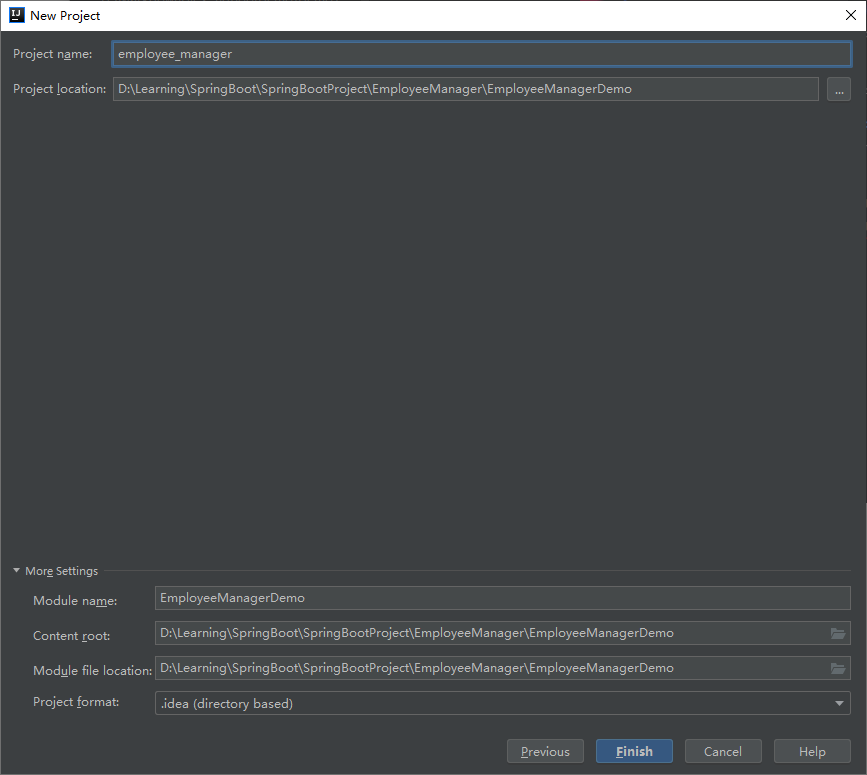 New Project
Project name: employee_manager
Project location: D:\Learning\SpringBoot\SpringBootProject\EmployeeManager\EmployeeManagerDemo ...
More Settings
Module name: EmployeeManagerDemo
Content root: D:\Learning\SpringBoot\SpringBootProject\EmployeeManager\EmployeeManagerDemo
Module file location: D:\Learning\SpringBoot\SpringBootProject\EmployeeManager\EmployeeManagerDemo
Project format: .idea (directory based)
Previous Finish Cancel Help